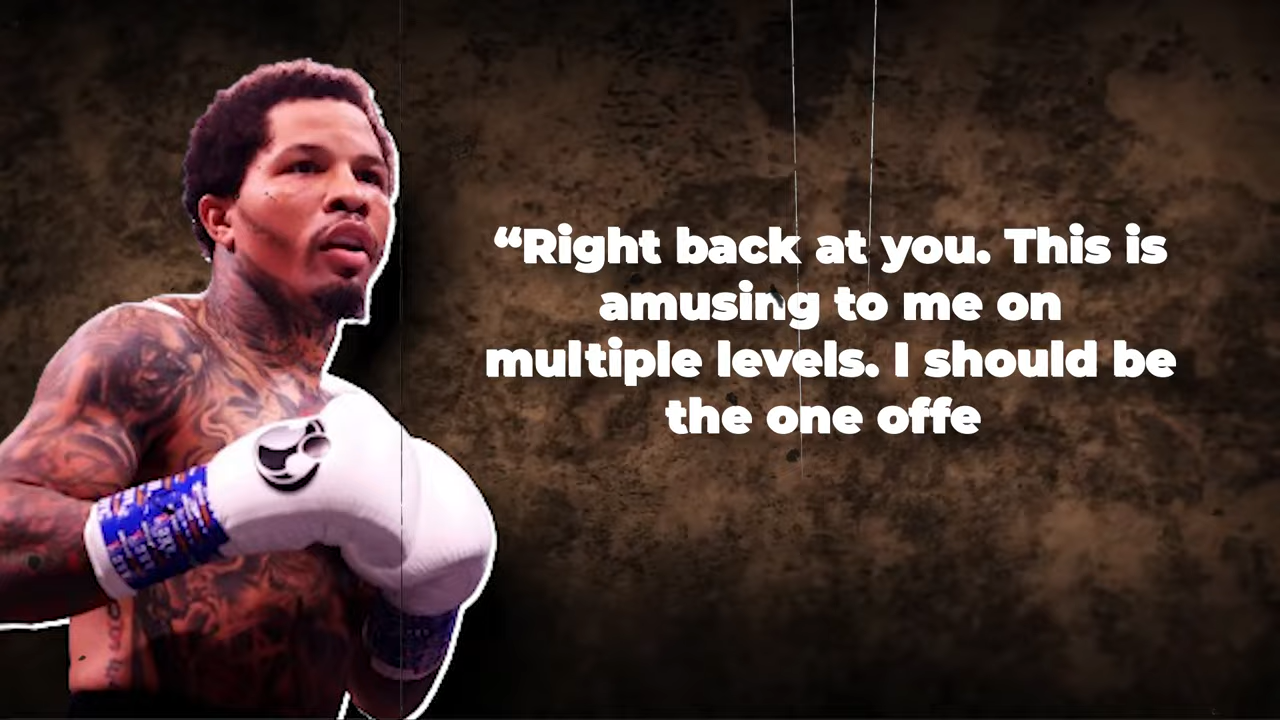 “Right back at you. This is
amusing to me on
multiple levels. I should be
the one offe